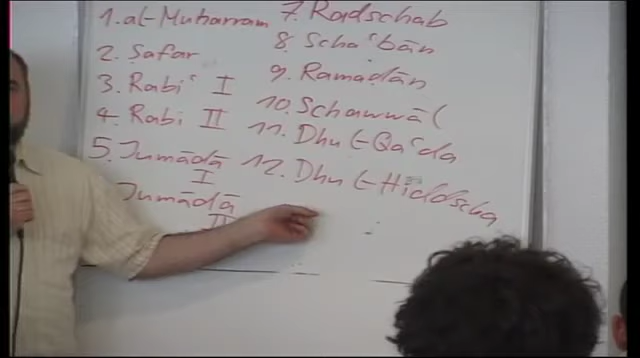 1. al-Muharram
2. Safar
3. Rabi' I
4. Rabi II
5. Jumādā
I
Jumādā
II
7. Radschab
8. Scha'bān
9. Ramadān
10. Schawwāl
11. Dhu l-Qa'da
12. Dhu l-Hiddscha